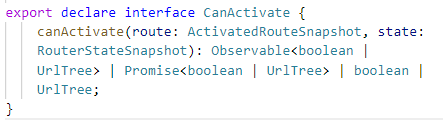 export declare interface CanActivate {
canActivate(route: ActivatedRouteSnapshot, state:
RouterStateSnapshot): Observable<boolean |
UrlTree> | Promise<boolean | UrlTree> | boolean |
UrlTree;
}